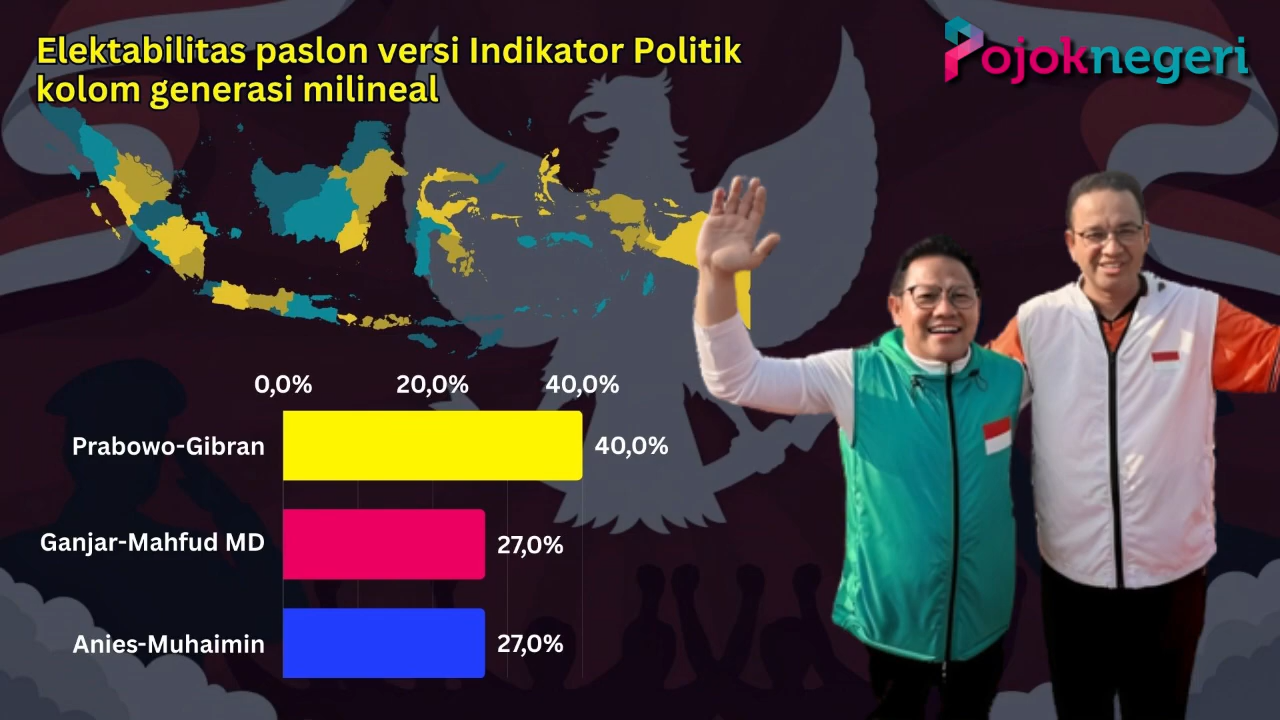 Elektabilitas paslon versi Indikator Politik
kolom generasi milineal
Pojoknegeri
0,0% 20,0% 40,0%
Prabowo-Gibran 40,0%
Ganjar-Mahfud MD 27,0%
Anies-Muhaimin 27,0%